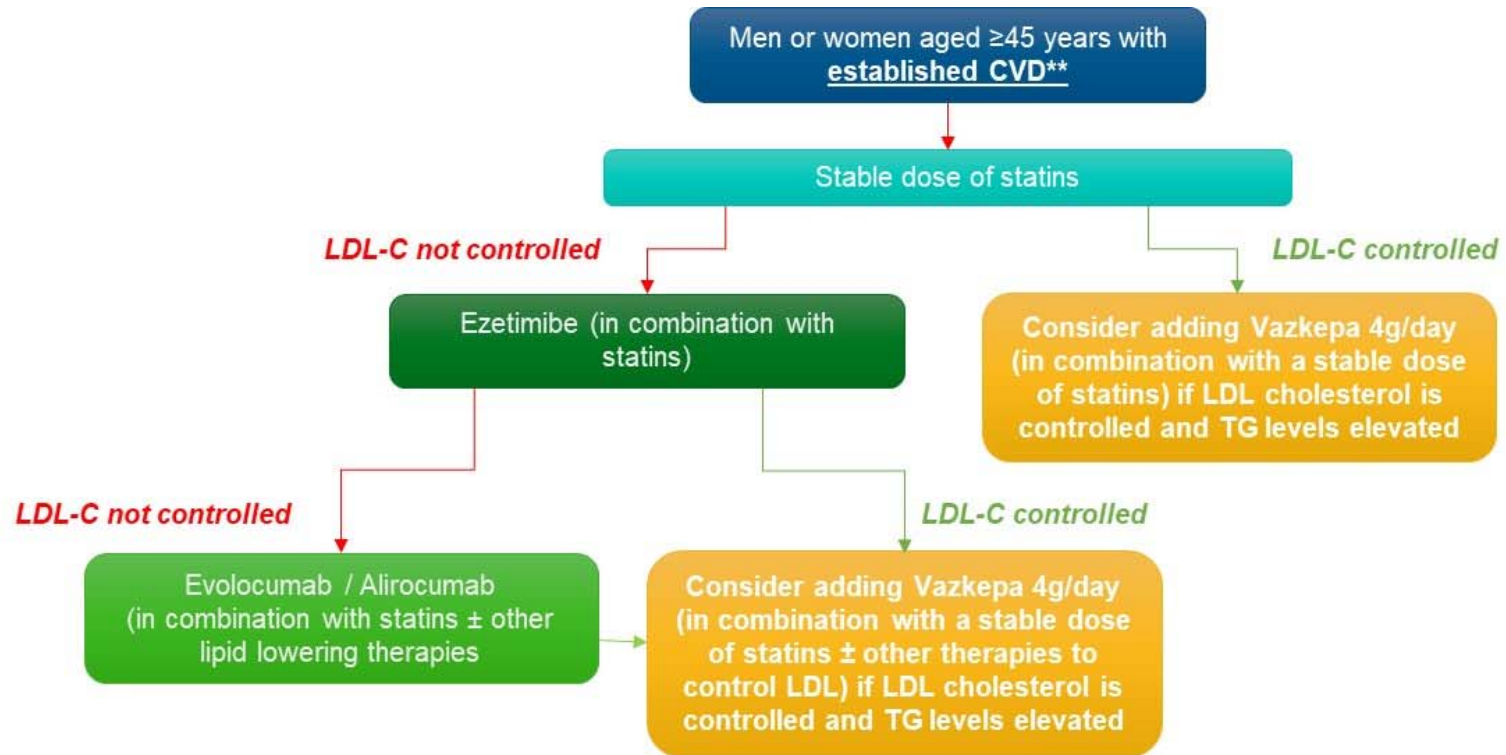 Men or women aged ≥45 years with
established CVD**
Stable dose of statins
LDL-C not controlled
LDL-C controlled
Ezetimibe (in combination with
statins)
Consider adding Vazkepa 4g/day
(in combination with a stable dose
of statins) if LDL cholesterol is
controlled and TG levels elevated
LDL-C not controlled
LDL-C controlled
Evolocumab / Alirocumab
(in combination with statins ± other
lipid lowering therapies
Consider adding Vazkepa 4g/day
(in combination with a stable dose
of statins ± other therapies to
control LDL) if LDL cholesterol is
controlled and TG levels elevated